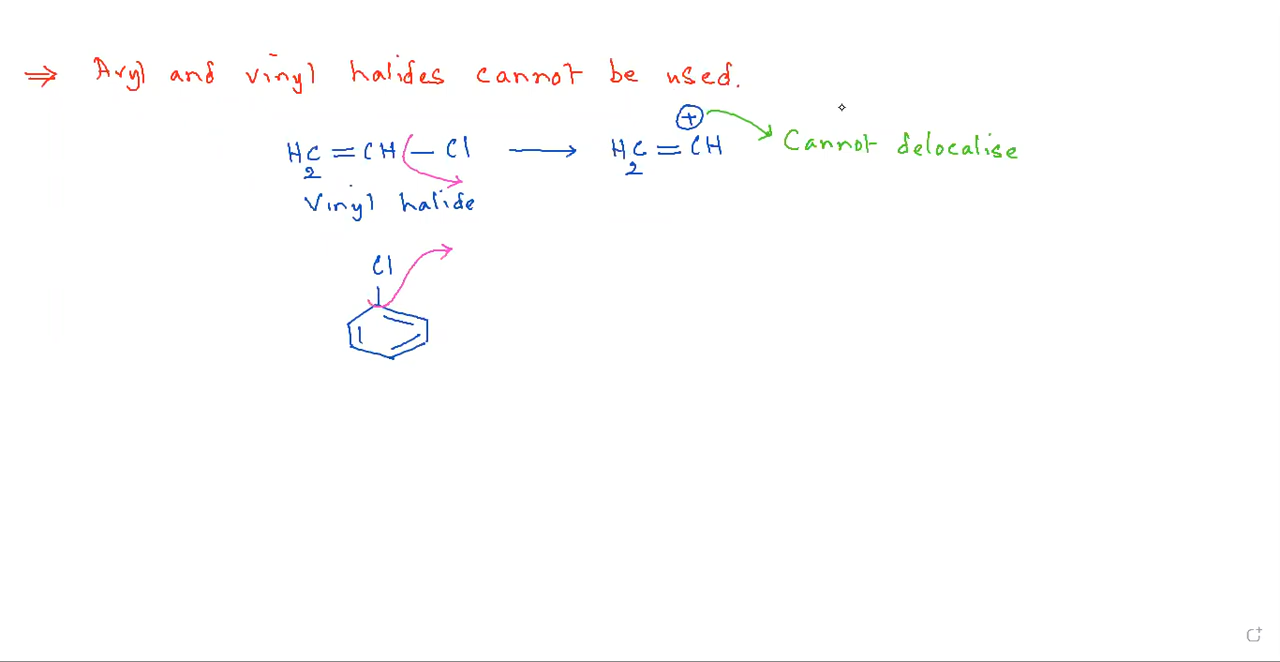 ⇒ Aryl and vinyl halides cannot be used.
H₂C=CH—Cl ⟶ H₂C=CH ⊕ Cannot delocalise
Vinyl halide
Cl